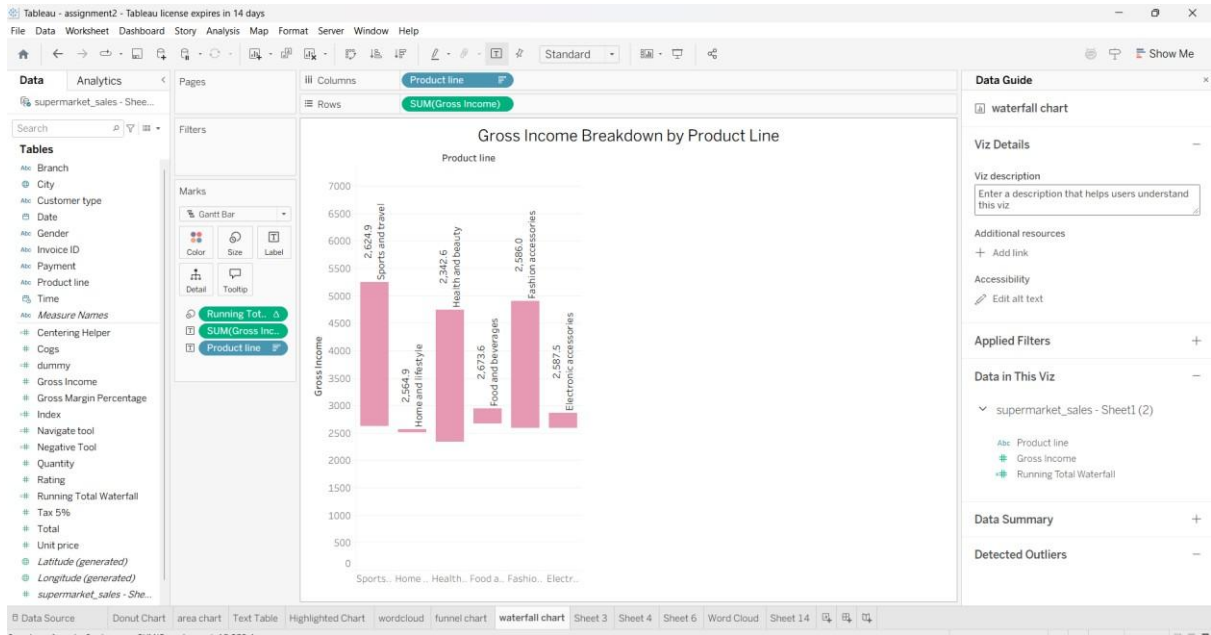 Tableau - assignment2 - Tableau license expires in 14 days
File Data Worksheet Dashboard Story Analysis Map Format Server Window Help
Standard
Show Me
Data Analytics
supermarket_sales - Shee...
Search
Tables
Abc Branch
City
Abc Customer type
Date
Abc Gender
Abc Invoice ID
Abc Payment
Abc Product line
Time
Abc Measure Names
Centering Helper
Cogs
dummy
Gross Income
Gross Margin Percentage
Index
Navigate tool
Negative Tool
Quantity
Rating
Running Total Waterfall
Tax 5%
Total
Unit price
Latitude (generated)
Longitude (generated)
supermarket_sales - She...
Pages
Filters
Marks
Gantt Bar
Color Size Label
Detail Tooltip
Running Tot..
SUM(Gross Inc..
Product line
Columns Product line
Rows SUM(Gross Income)
Gross Income Breakdown by Product Line
Product line
Gross Income
7000
6500
6000
5500
5000
4500
4000
3500
3000
2500
2000
1500
1000
500
0
2,624.9
Sports and travel
2,564.9
Home and lifestyle
2,342.6
Health and beauty
2,673.6
Food and beverages
2,586.0
Fashion accessories
2,587.5
Electronic accessories
Sports.. Home .. Health.. Food a.. Fashio.. Electr..
Data Guide
waterfall chart
Viz Details
Viz description
Enter a description that helps users understand
this viz
Additional resources
Add link
Accessibility
Edit alt text
Applied Filters
Data in This Viz
supermarket_sales - Sheet1 (2)
Abc Product line
Gross Income
Running Total Waterfall
Data Summary
Detected Outliers
Data Source Donut Chart area chart Text Table Highlighted Chart wordcloud funnel chart waterfall chart Sheet 3 Sheet 4 Sheet 6 Word Cloud Sheet 14